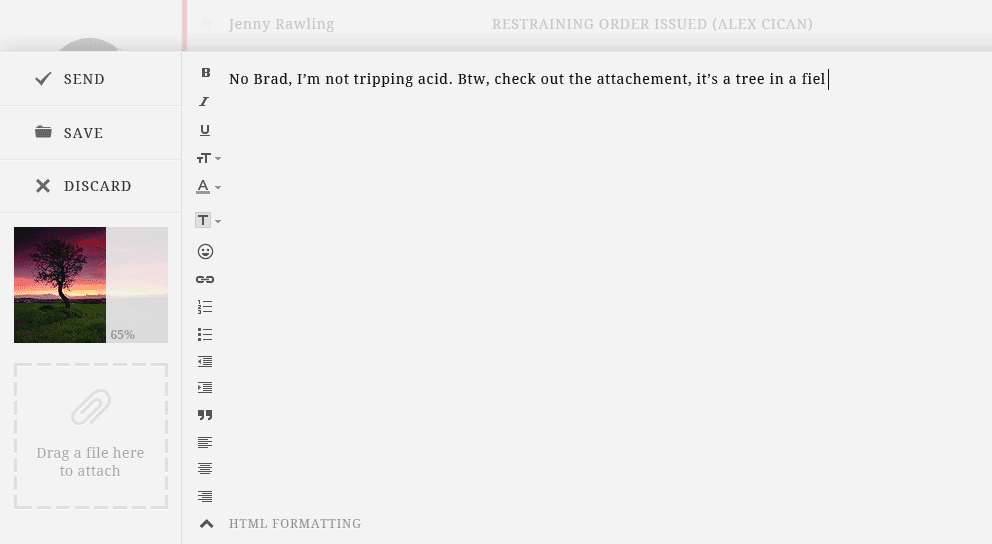 Jenny Rawling RESTRAINING ORDER ISSUED (ALEX CICAN)
SEND
No Brad, I’m not tripping acid. Btw, check out the attachement, it’s a tree in a fiel
SAVE
DISCARD
65%
Drag a file here
to attach
HTML FORMATTING